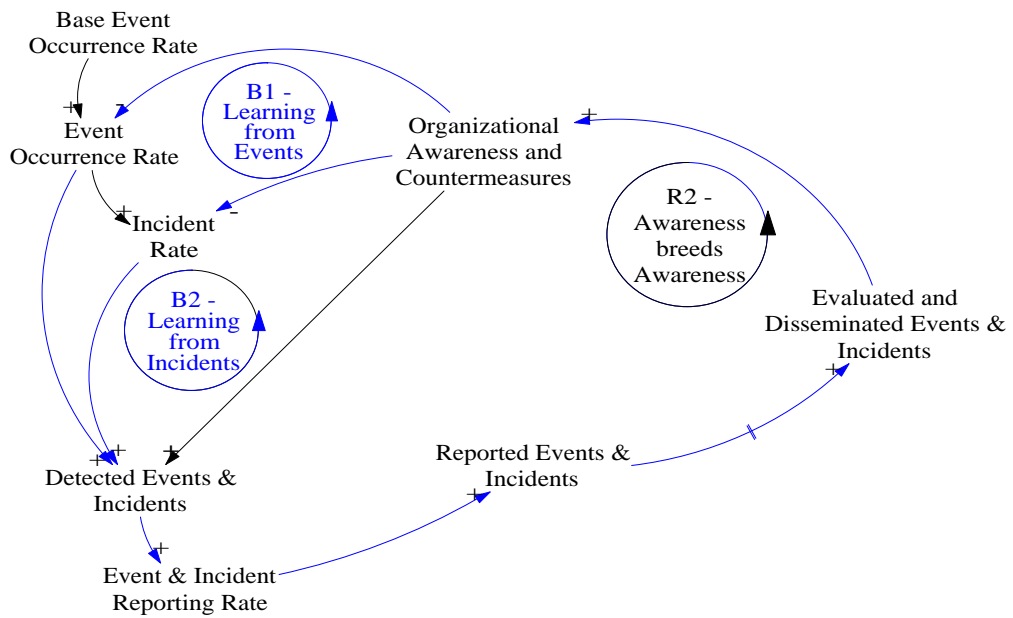 Base Event
Occurrence Rate
+
-
Event
Occurrence Rate
B1 -
Learning
from
Events
Organizational
Awareness and
Countermeasures
+
+
Incident
Rate
-
R2 -
Awareness
breeds
Awareness
B2 -
Learning
from
Incidents
Evaluated and
Disseminated Events &
Incidents
+
+
+
+
Detected Events &
Incidents
Reported Events &
Incidents
+
+
Event & Incident
Reporting Rate